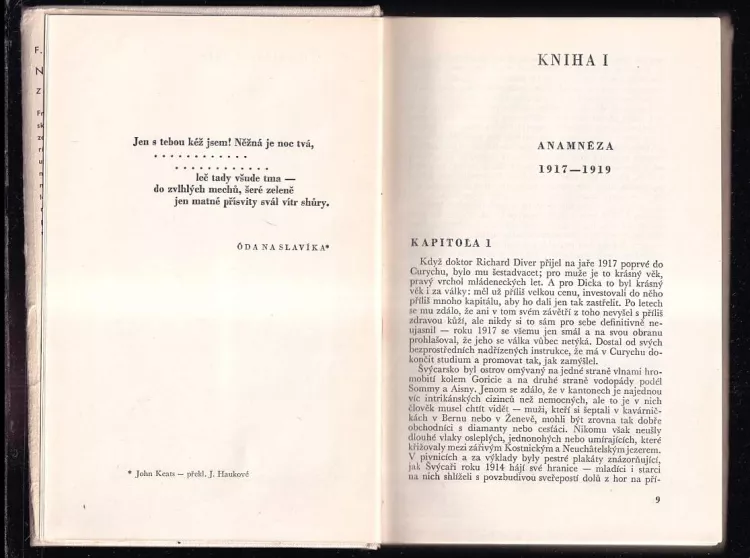 F.
N
Z
Jen s tebou kéž jsem! Něžná je noc tvá,
. . . . . . . . . . . .
. . . . . . . . . . . .
leč tady všude tma —
do zvlhlých mechů, šeré zeleně
jen matné přísvity svál vítr shůry.
ÓDA NA SLAVÍKA*
* John Keats — překl. J. Haukové
KNIHA I
ANAMNÉZA
1917—1919
KAPITOLA 1
Když doktor Richard Diver přijel na jaře 1917 poprvé do
Curychu, bylo mu šestadvacet; pro muže je to krásný věk,
pravý vrchol mládeneckých let. A pro Dicka to byl krásný
věk i za války: měl už příliš velkou cenu, investovali do něho
příliš mnoho kapitálu, aby ho dali jen tak zastřelit. Po letech
se mu zdálo, že ani v tom svém závětří z toho nevyšel s příliš
zdravou kůží, ale nikdy si to sám pro sebe definitivně ne-
ujasnil — roku 1917 se všemu jen smál a na svou obranu
prohlašoval, že jeho se válka vůbec netýká. Dostal od svých
bezprostředních nadřízených instrukce, že má v Curychu do-
končit studium a promovat tak, jak zamýšlel.
Švýcarsko byl ostrov omývaný na jedné straně vlnami hro-
mobití kolem Goricie a na druhé straně vodopády podél
Sommy a Aisny. Jenom se zdálo, že v kantonech je najednou
víc intrikánských cizinců než nemocných, ale to je v nich
člověk musel chtít vidět — muži, kteří si šeptali v kavárnič-
kách v Bernu nebo v Ženevě, mohli být zrovna tak dobře
obchodníci s diamanty nebo cesťáci. Nikomu však neušly
dlouhé vlaky osleplých, jednonohých nebo umírajících, které
křižovaly mezi zářivým Kostnickým a Neuchâtelským jezerem.
V pivnicích a za výklady byly pestré plakáty znázorňující,
jak Švýcaři roku 1914 hájí své hranice — mladíci i starci
na nich shlíželi s povzbudivou svěřepostí dolů z hor na pří-
9